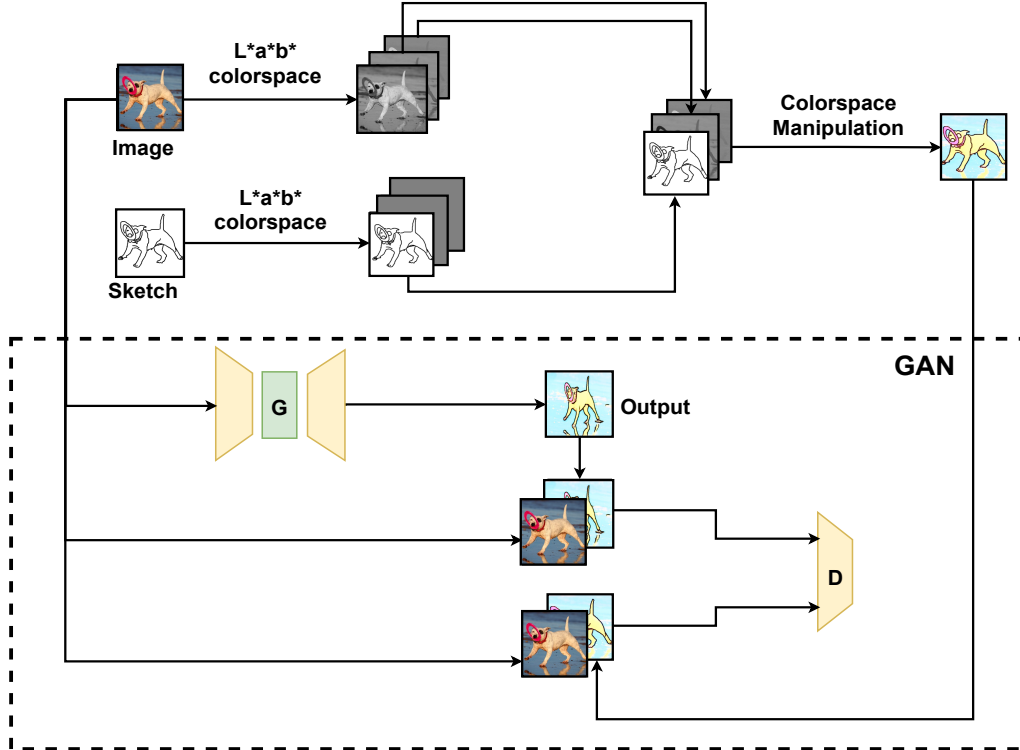 L*a*b*
colorspace
Image
Colorspace
Manipulation
L*a*b*
colorspace
Sketch
GAN
G
Output
D